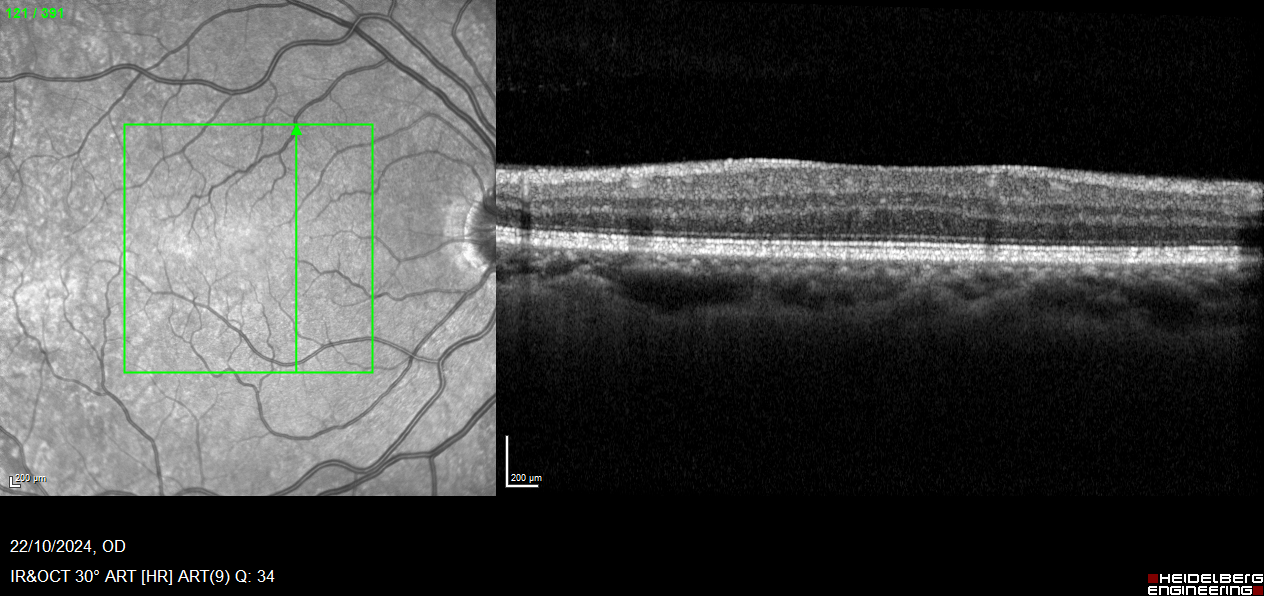 121 / 391
200 µm
200 µm
22/10/2024, OD
IR&OCT 30° ART [HR] ART(9) Q: 34
HEIDELBERG
ENGINEERING